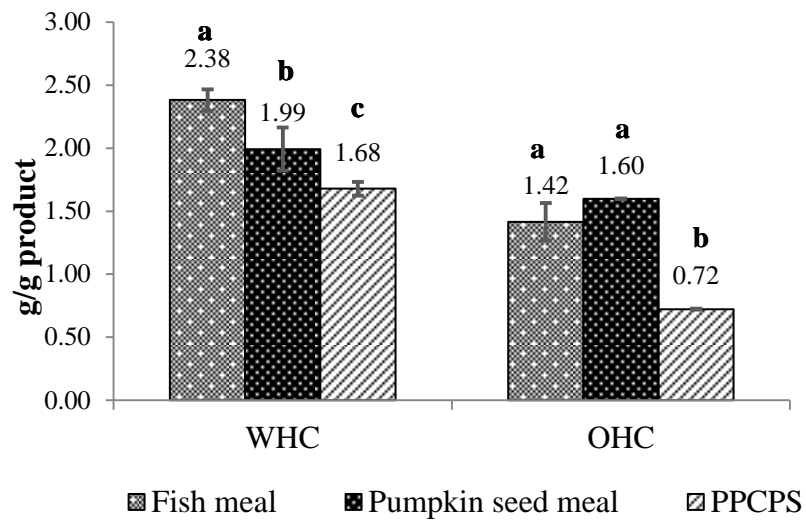 3.00
2.50
2.00
1.50
1.00
0.50
0.00
g/g product
a
2.38
b
1.99
c
1.68
a
1.42
a
1.60
b
0.72
WHC
OHC
Fish meal
Pumpkin seed meal
PPCPS